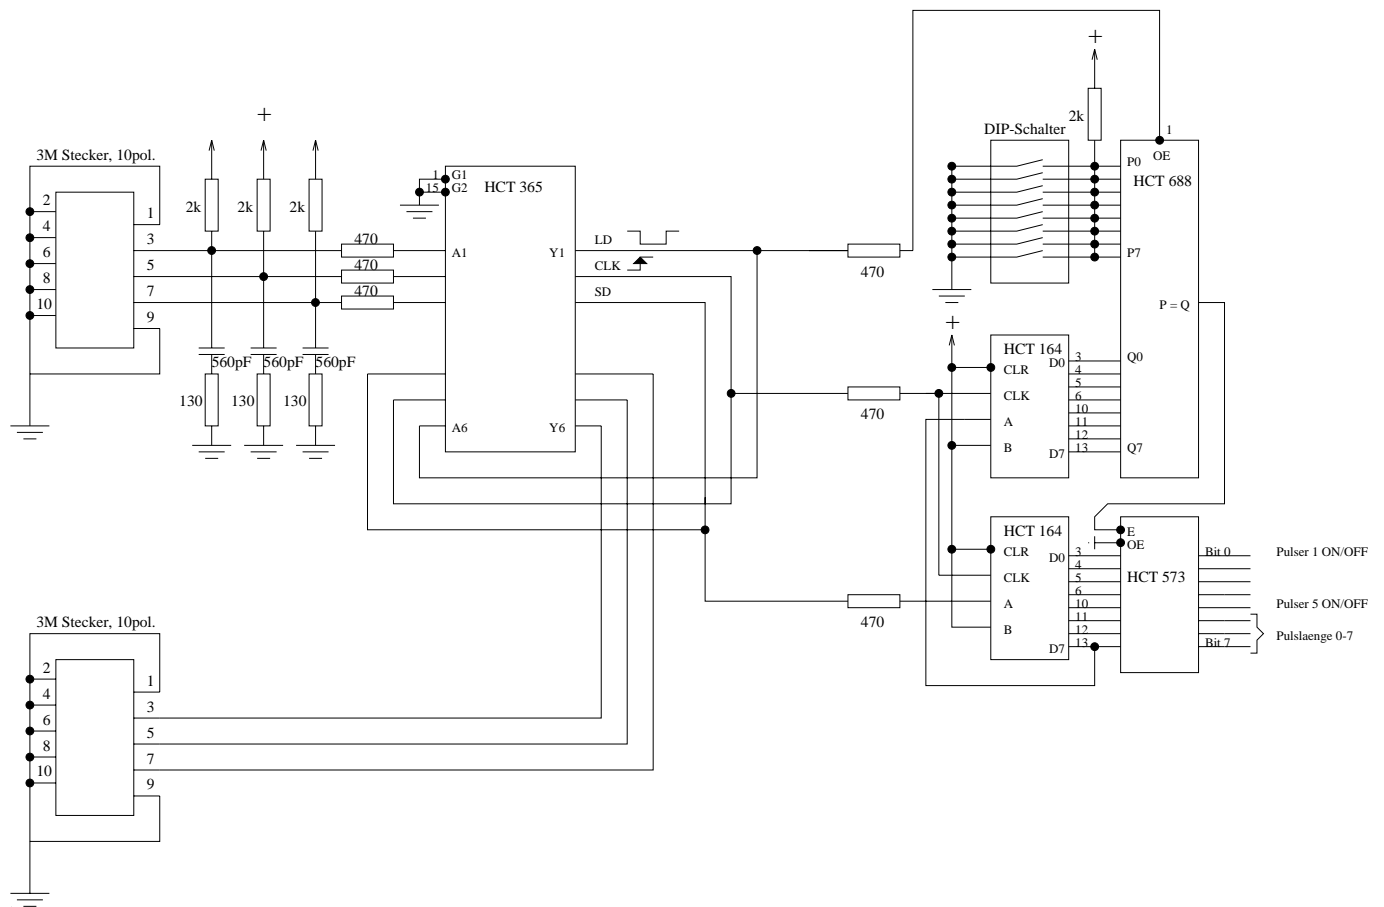 +
3M Stecker, 10pol.
2
4
6
8
10
1
3
5
7
9
2k
2k
2k
470
470
470
560pF
560pF
560pF
130
130
130
1
15
G1
G2
HCT 365
A1
Y1
A6
Y6
LD
CLK
SD
470
470
470
+
2k
DIP-Schalter
1
OE
P0
HCT 688
P7
P = Q
Q0
Q7
+
HCT 164
CLR
CLK
A
B
D0
D7
3
4
5
6
10
11
12
13
HCT 164
CLR
CLK
A
B
D0
D7
3
4
5
6
10
11
12
13
E
OE
HCT 573
Bit 0
Bit 7
Pulser 1 ON/OFF
Pulser 5 ON/OFF
Pulslaenge 0-7
3M Stecker, 10pol.
2
4
6
8
10
1
3
5
7
9